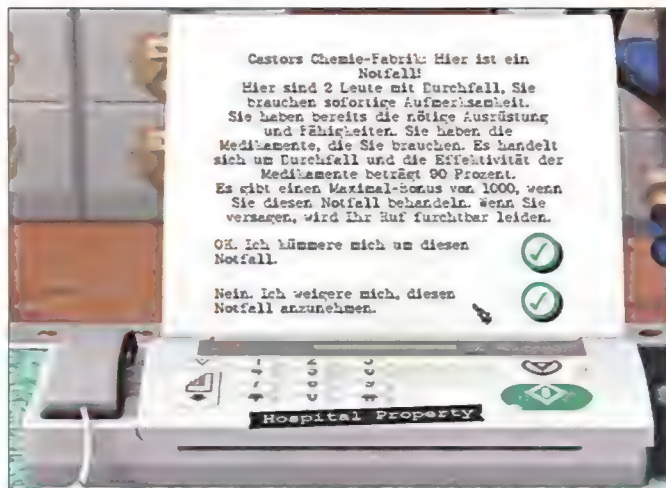 Castors Chemie-Fabrik: Hier ist ein
Notfall!
Hier sind 2 Leute mit Durchfall, Sie
brauchen sofortige Aufmerksamkeit.
Sie haben bereits die nötige Ausrüstung
und Fähigkeiten. Sie haben die
Medikamente, die Sie brauchen. Es handelt
sich um Durchfall und die Effektivität der
Medikamente beträgt 90 Prozent.
Es gibt einen Maximal-Bonus von 1000, wenn
Sie diesen Notfall behandeln. Wenn Sie
versagen, wird Ihr Ruf furchtbar leiden.
OK. Ich kümmere mich um diesen
Notfall.
Nein. Ich weigere mich, diesen
Notfall anzunehmen.
Hospital Property